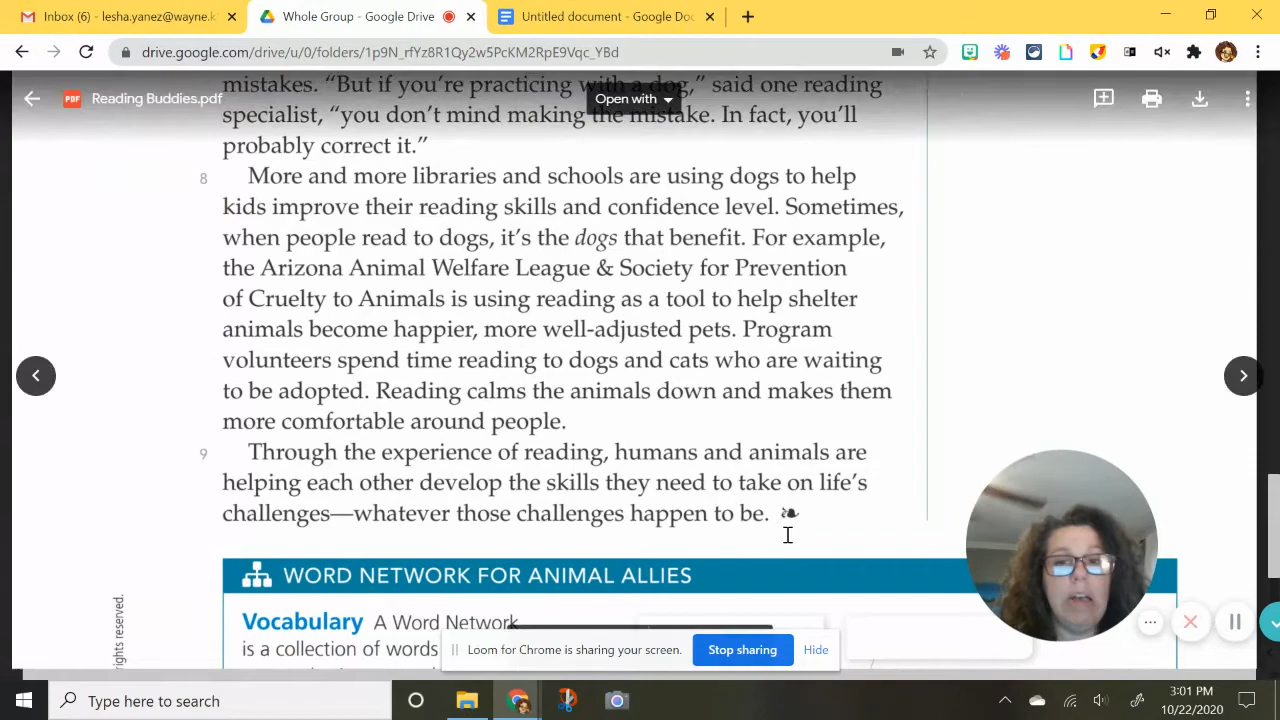 Inbox (6) - lesha.yanez@wayne.k
Whole Group - Google Drive
Untitled document - Google Doc
drive.google.com/drive/u/0/folders/1p9N_rfYz8R1Qy2w5PcKM2RpE9Vqc_YBd
PDF Reading Buddies.pdf
Open with
mistakes. “But if you’re practicing with a dog,” said one reading
specialist, “you don’t mind making the mistake. In fact, you’ll
probably correct it.”
8 More and more libraries and schools are using dogs to help
kids improve their reading skills and confidence level. Sometimes,
when people read to dogs, it’s the dogs that benefit. For example,
the Arizona Animal Welfare League & Society for Prevention
of Cruelty to Animals is using reading as a tool to help shelter
animals become happier, more well-adjusted pets. Program
volunteers spend time reading to dogs and cats who are waiting
to be adopted. Reading calms the animals down and makes them
more comfortable around people.
9 Through the experience of reading, humans and animals are
helping each other develop the skills they need to take on life’s
challenges—whatever those challenges happen to be.
WORD NETWORK FOR ANIMAL ALLIES
Vocabulary A Word Network
is a collection of words
rights reserved.
Loom for Chrome is sharing your screen.
Stop sharing
Hide
Type here to search
3:01 PM
10/22/2020